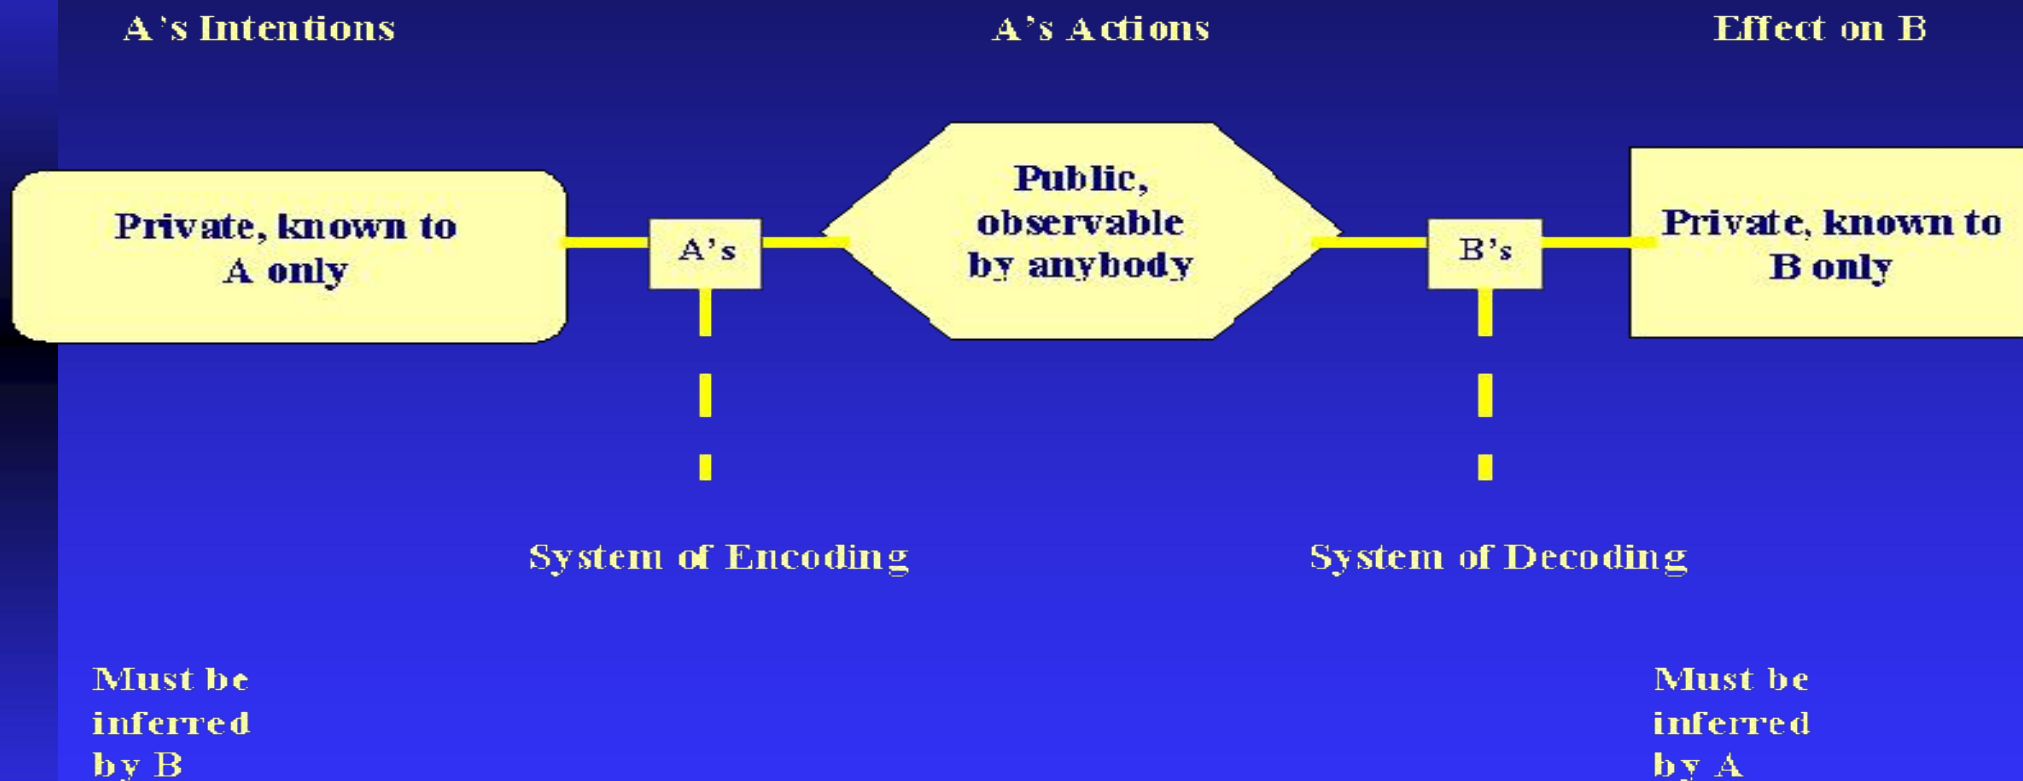 A's Intentions
A's Actions
Effect on B
Private, known to
A only
A's
Public,
observable
by anybody
B's
Private, known to
B only
System of Encoding
System of Decoding
Must be
inferred
by B
Must be
inferred
by A